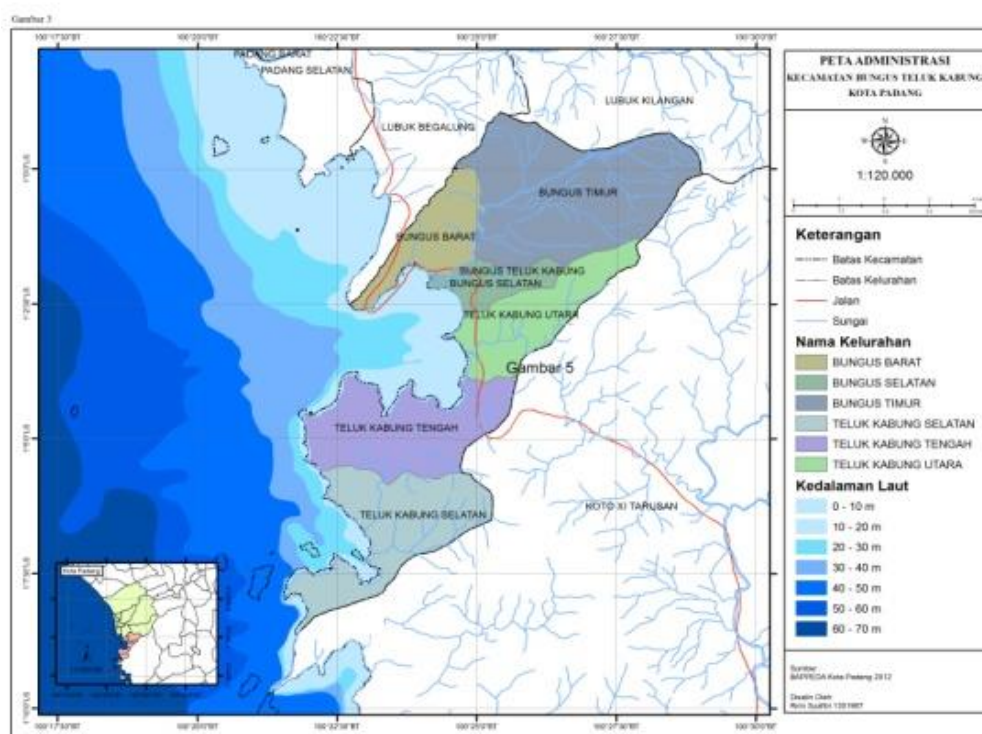 Gambar 3
PADANG BARAT
PADANG SELATAN
LUBUK BEGALUNG
LUBUK KILANGAN
BUNGUS TIMUR
BUNGUS BARAT
BUNGUS TELUK KABUNG
BUNGUS SELATAN
TELUK KABUNG UTARA
Gambar 5
TELUK KABUNG TENGAH
TELUK KABUNG SELATAN
KOTO XI TARUSAN
Kota Padang
PETA ADMINISTRASI
KECAMATAN BUNGUS TELUK KABUNG
KOTA PADANG
N
W E
S
1:120.000
Keterangan
Batas Kecamatan
Batas Kelurahan
Jalan
Sungai
Nama Kelurahan
BUNGUS BARAT
BUNGUS SELATAN
BUNGUS TIMUR
TELUK KABUNG SELATAN
TELUK KABUNG TENGAH
TELUK KABUNG UTARA
Kedalaman Laut
0 - 10 m
10 - 20 m
20 - 30 m
30 - 40 m
40 - 50 m
50 - 60 m
60 - 70 m
Sumber
BAPPEDA Kota Padang 2012
Oleh